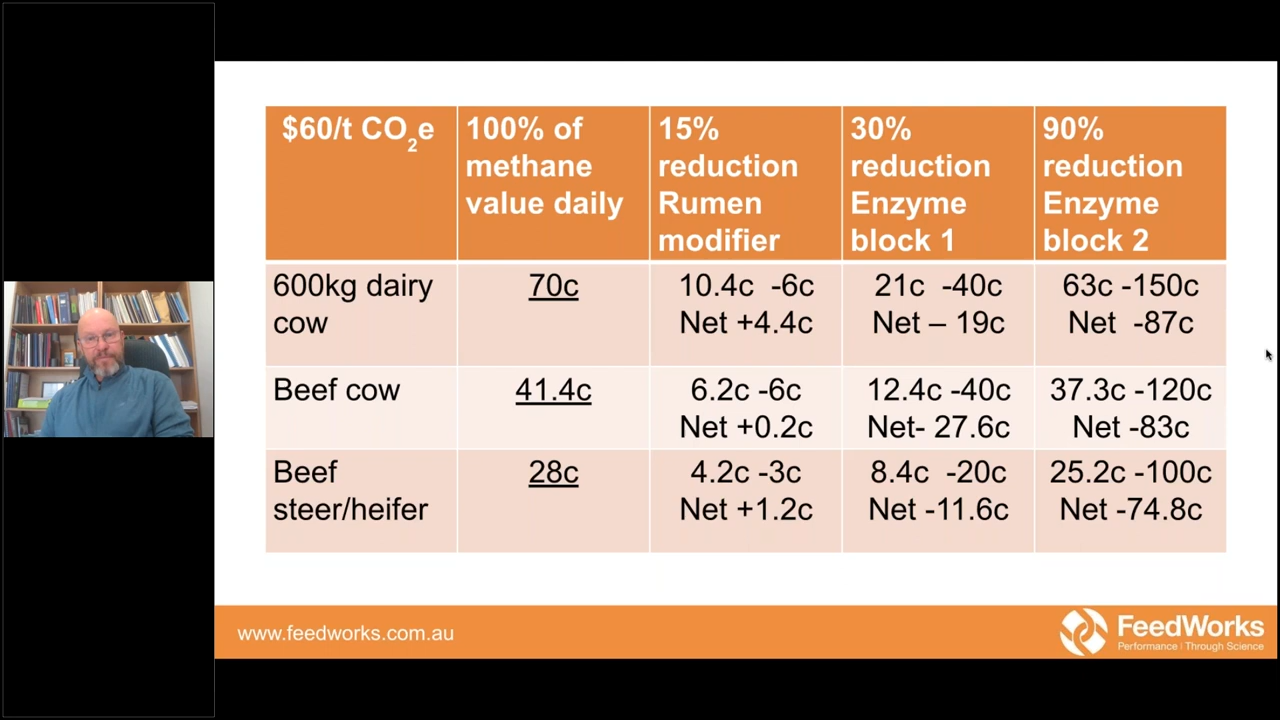 $60/t CO₂e
100% of
methane
value daily
15%
reduction
Rumen
modifier
30%
reduction
Enzyme
block 1
90%
reduction
Enzyme
block 2
600kg dairy
cow
70c
10.4c -6c
Net +4.4c
21c -40c
Net – 19c
63c -150c
Net -87c
Beef cow
41.4c
6.2c -6c
Net +0.2c
12.4c -40c
Net- 27.6c
37.3c -120c
Net -83c
Beef
steer/heifer
28c
4.2c -3c
Net +1.2c
8.4c -20c
Net -11.6c
25.2c -100c
Net -74.8c
www.feedworks.com.au
FeedWorks
Performance | Through Science